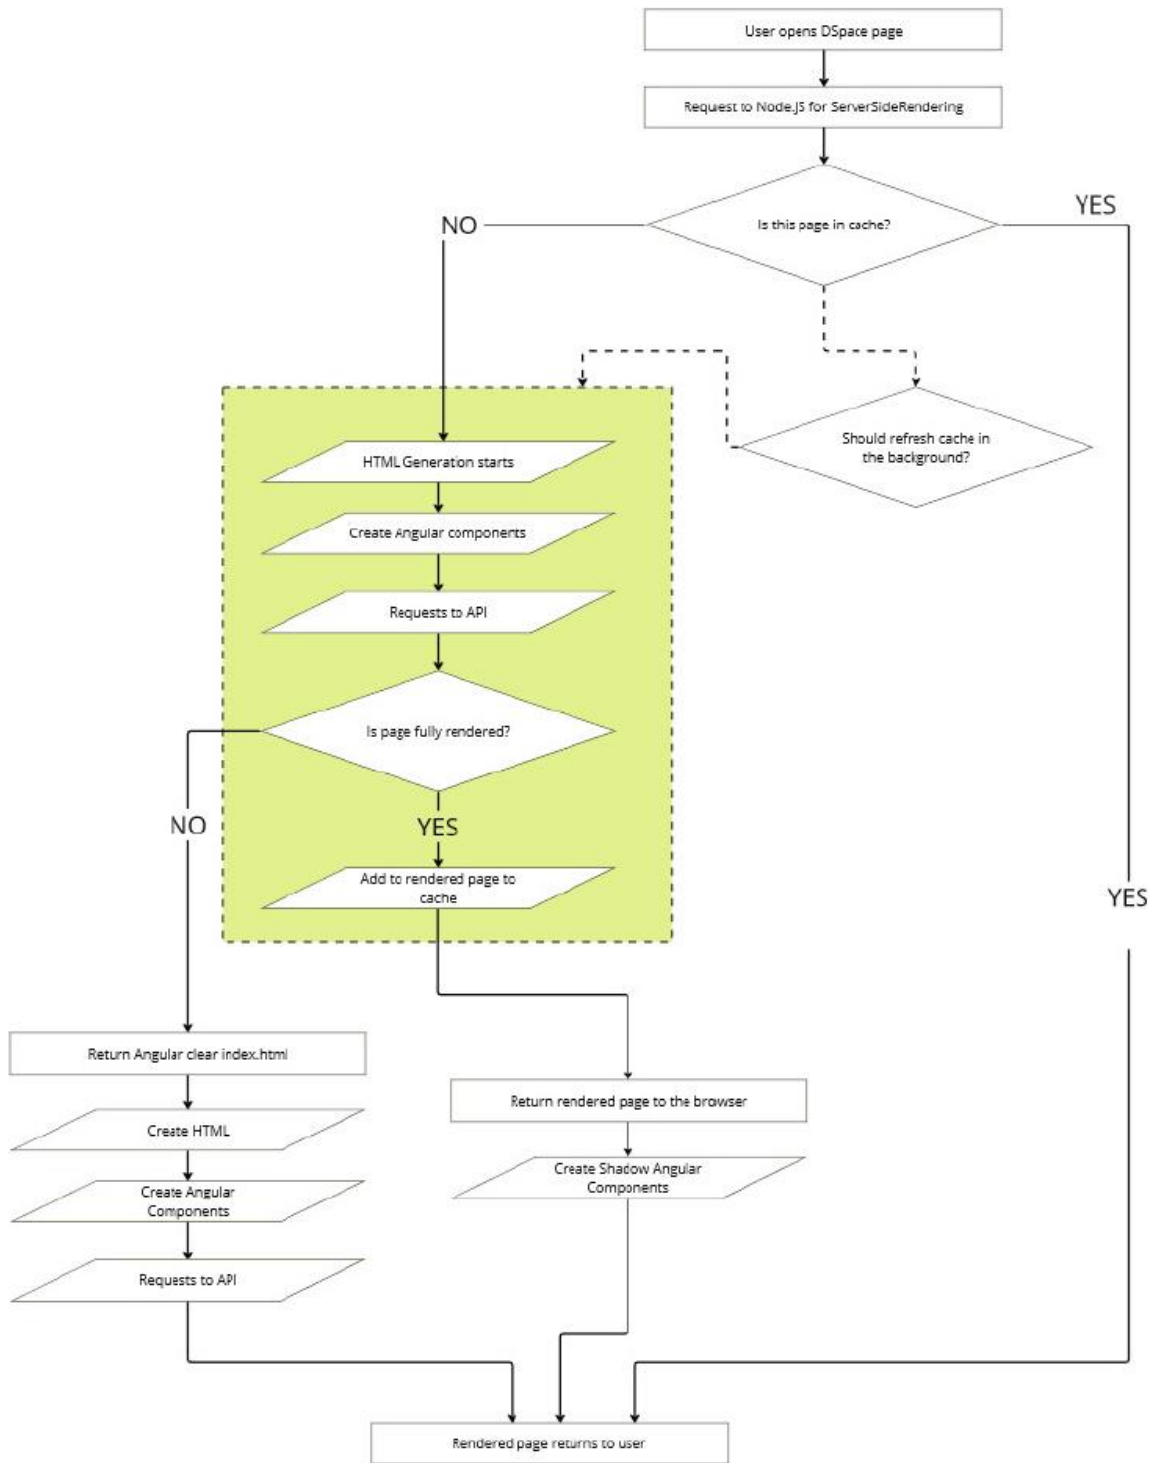 User opens DSpace page
Request to Node.JS for ServerSideRendering
Is this page in cache?
YES
NO
Should refresh cache in
the background?
HTML Generation starts
Create Angular components
Requests to API
Is page fully rendered?
NO
YES
Add to rendered page to
cache
YES
Return Angular clear index.html
Create HTML
Create Angular
Components
Requests to API
Return rendered page to the browser
Create Shadow Angular
Components
Rendered page returns to user